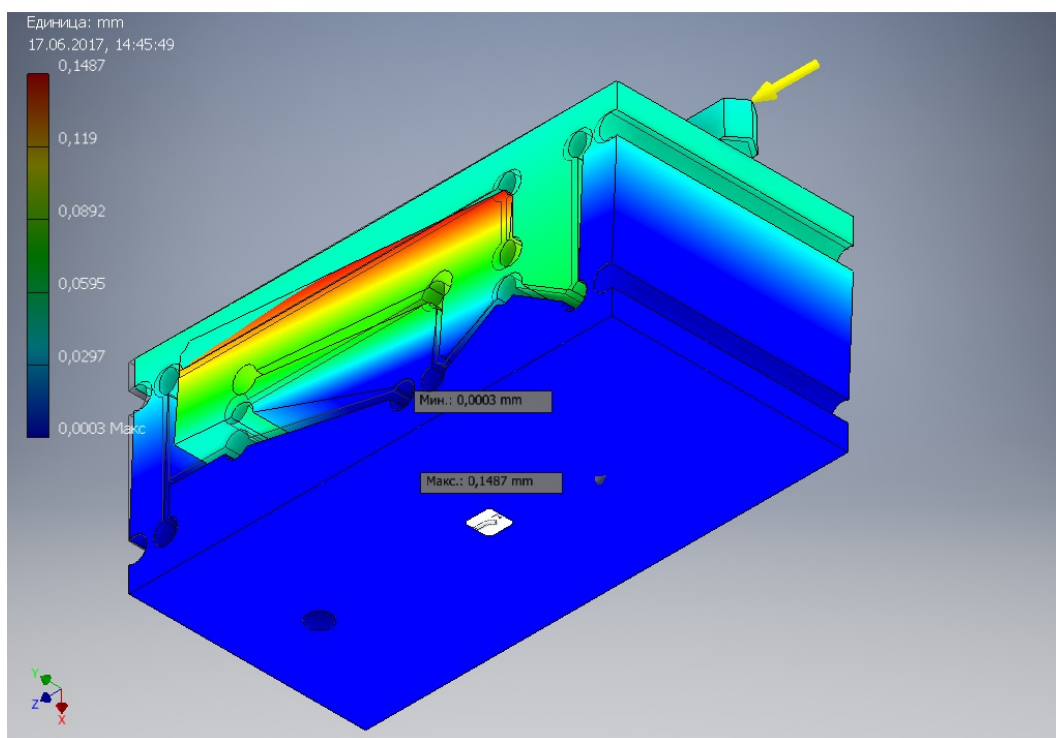 Единица: mm
17.06.2017, 14:45:49
0,1487
0,119
0,0892
0,0595
0,0297
0,0003 Макс
Мин.: 0,0003 mm
Макс.: 0,1487 mm
Y
Z
X